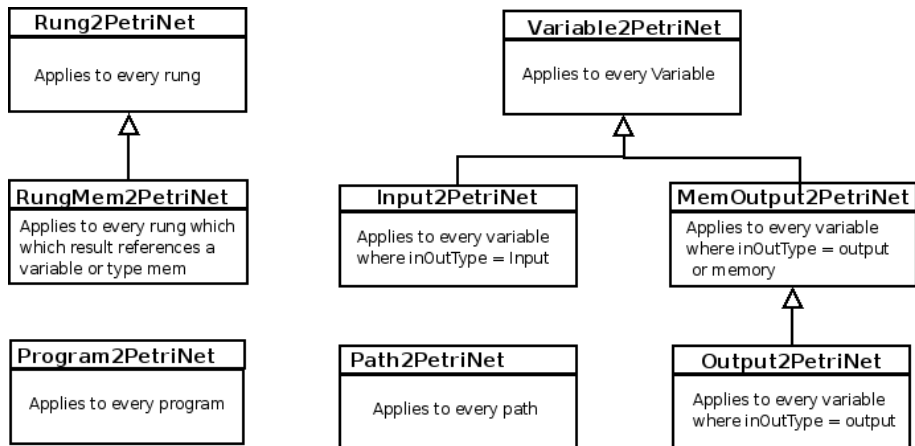 Rung2PetriNet
Applies to every rung
Variable2PetriNet
Applies to every Variable
RungMem2PetriNet
Applies to every rung which
which result references a
variable or type mem
Input2PetriNet
Applies to every variable
where inOutType = Input
MemOutput2PetriNet
Applies to every variable
where inOutType = output
or memory
Program2PetriNet
Applies to every program
Path2PetriNet
Applies to every path
Output2PetriNet
Applies to every variable
where inOutType = output